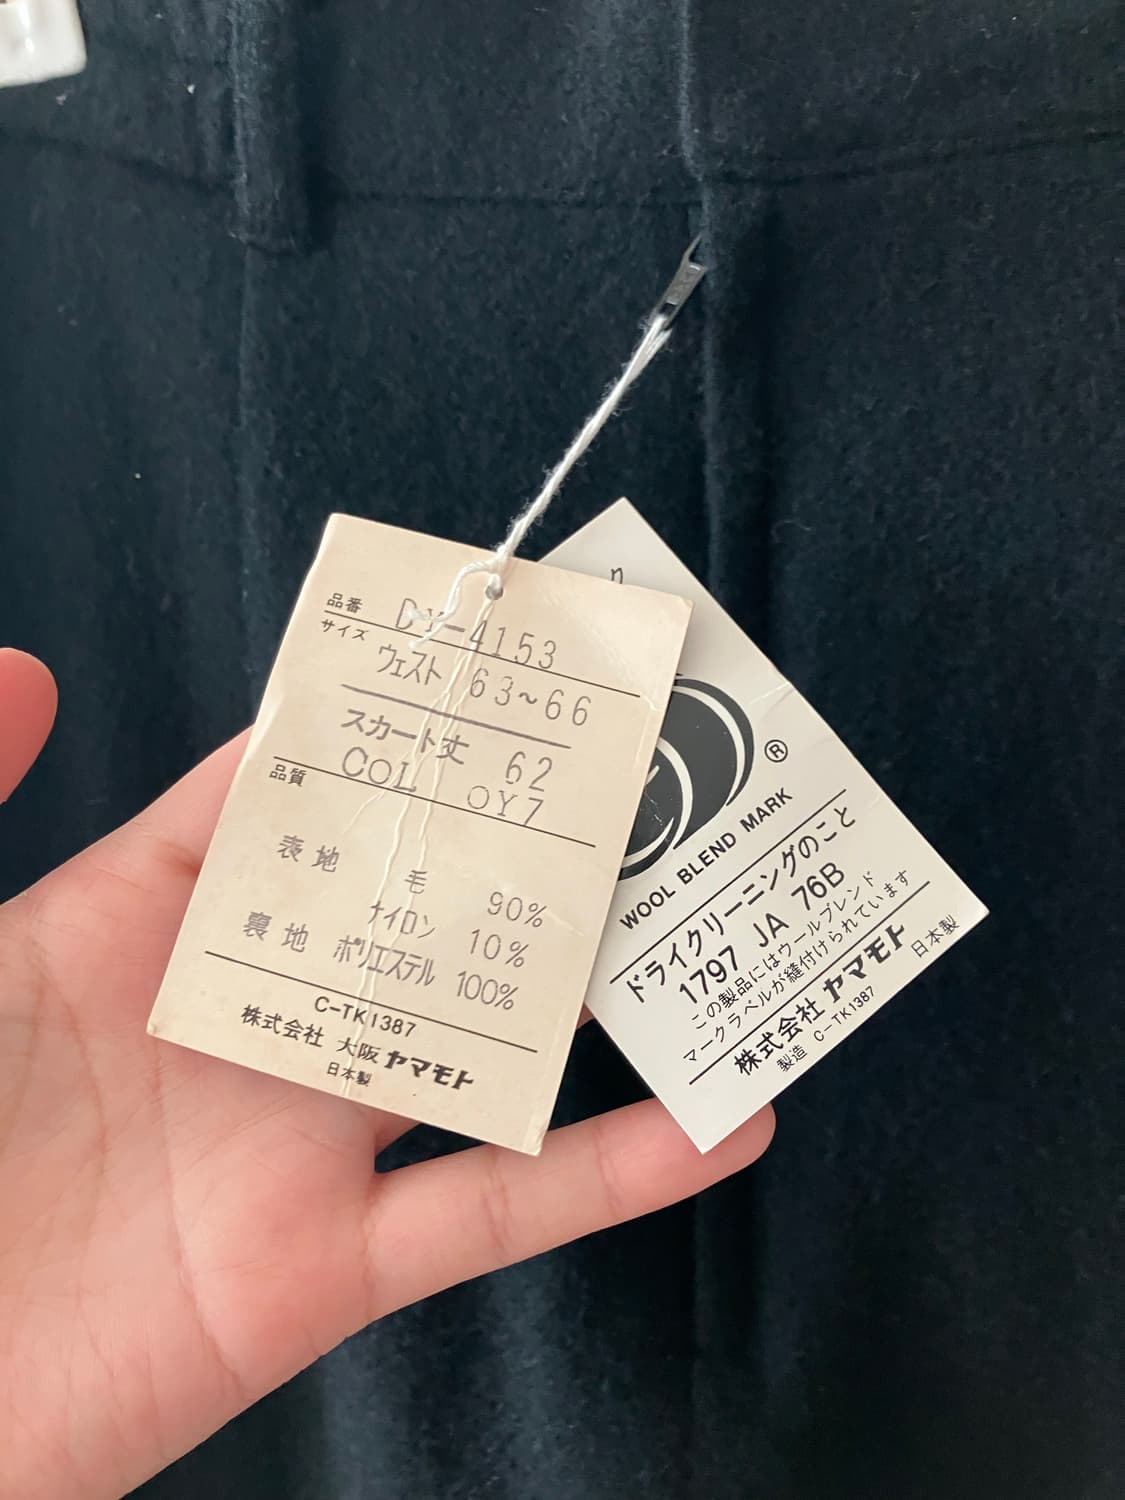 品番 DY-4153
サイズ ウェスト 63~66
スカート丈 62
COL OY7
品質
表地 毛 90%
ナイロン 10%
裏地 ポリエステル 100%
C-TK1387
株式会社 大阪ヤマモト
日本製
®
WOOL BLEND MARK
ドライクリーニングのこと
1797 JA 76B
この製品にはウールブレンド
マークラベルが縫付けられています
株式会社ヤマモト 日本製
製造 C-TK1387